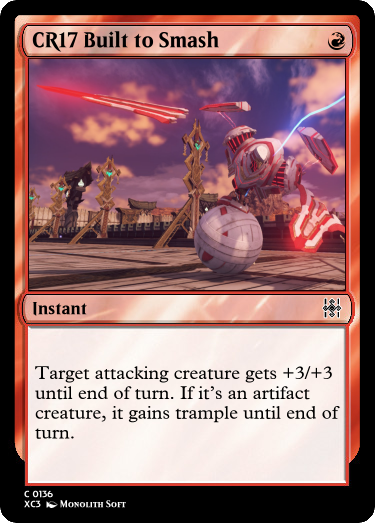 CR17 Built to Smash
Instant
Target attacking creature gets +3/+3
until end of turn. If it's an artifact
creature, it gains trample until end of
turn.
C 0136
XC3 Monolith Soft